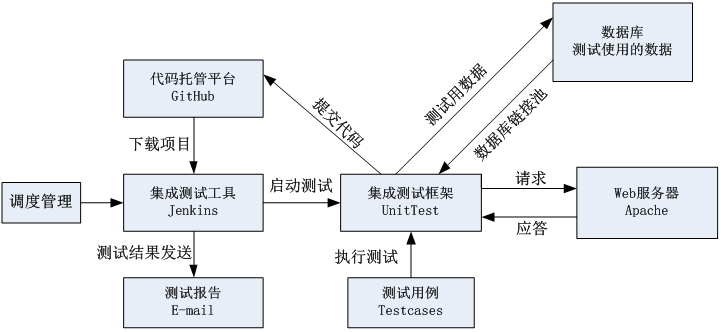 数据库
测试使用的数据
代码托管平台
GitHub
测试用数据
提交代码
数据库链接池
下载项目
调度管理
集成测试工具
Jenkins
启动测试
集成测试框架
UnitTest
请求
应答
Web服务器
Apache
测试结果发送
执行测试
测试报告
E-mail
测试用例
Testcases